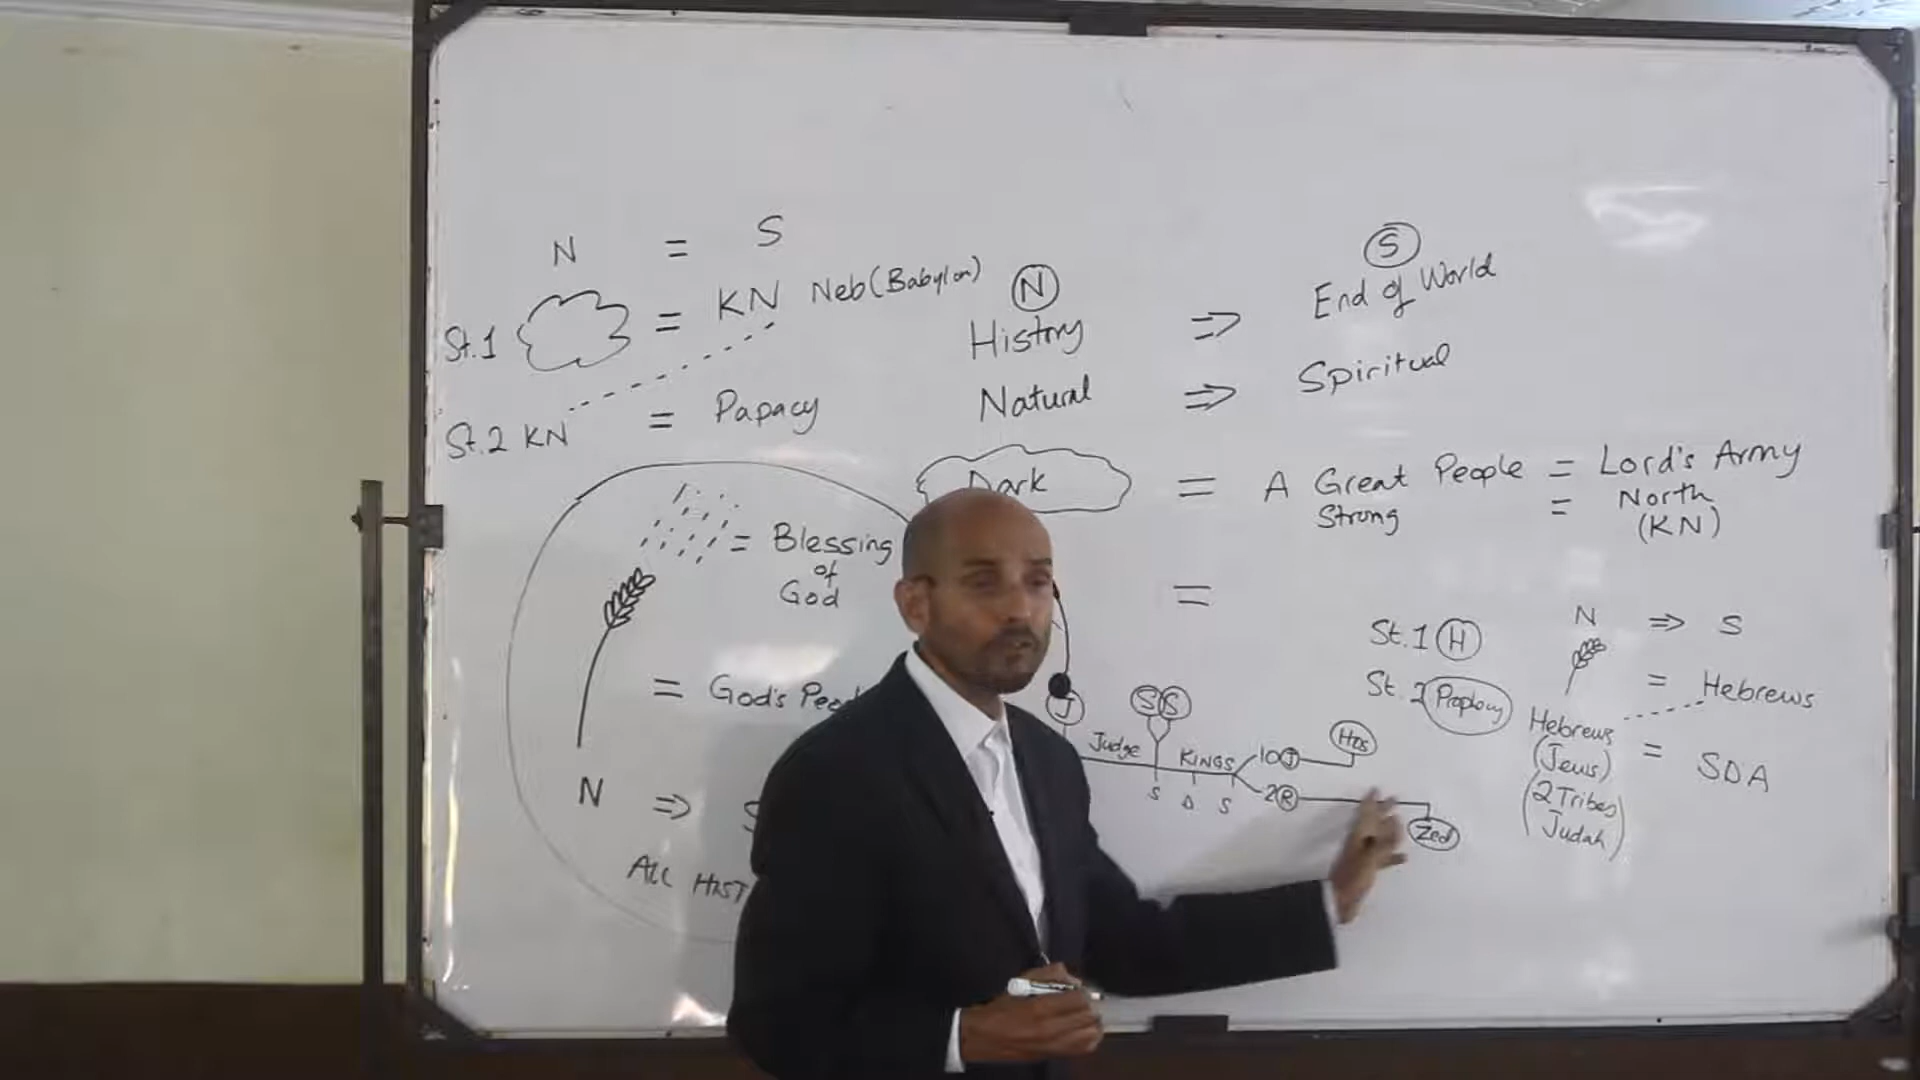 N = S
St.1 = KN Neb (Babylon)
St.2 KN = Papacy
= Blessing
of
God
= God's Peo
N ⇒ S
ALL HIST
N S
History ⇒ End of World
Natural ⇒ Spiritual
Dark = A Great People = Lord's Army
Strong = North
(KN)
=
J S S
Judge KINGS 10 J Hos
S D S 2 R Zed
St.1 H N ⇒ S
St.2 Prophecy = Hebrews
Hebrews
(Jews) = SDA
(2 Tribes
Judah)